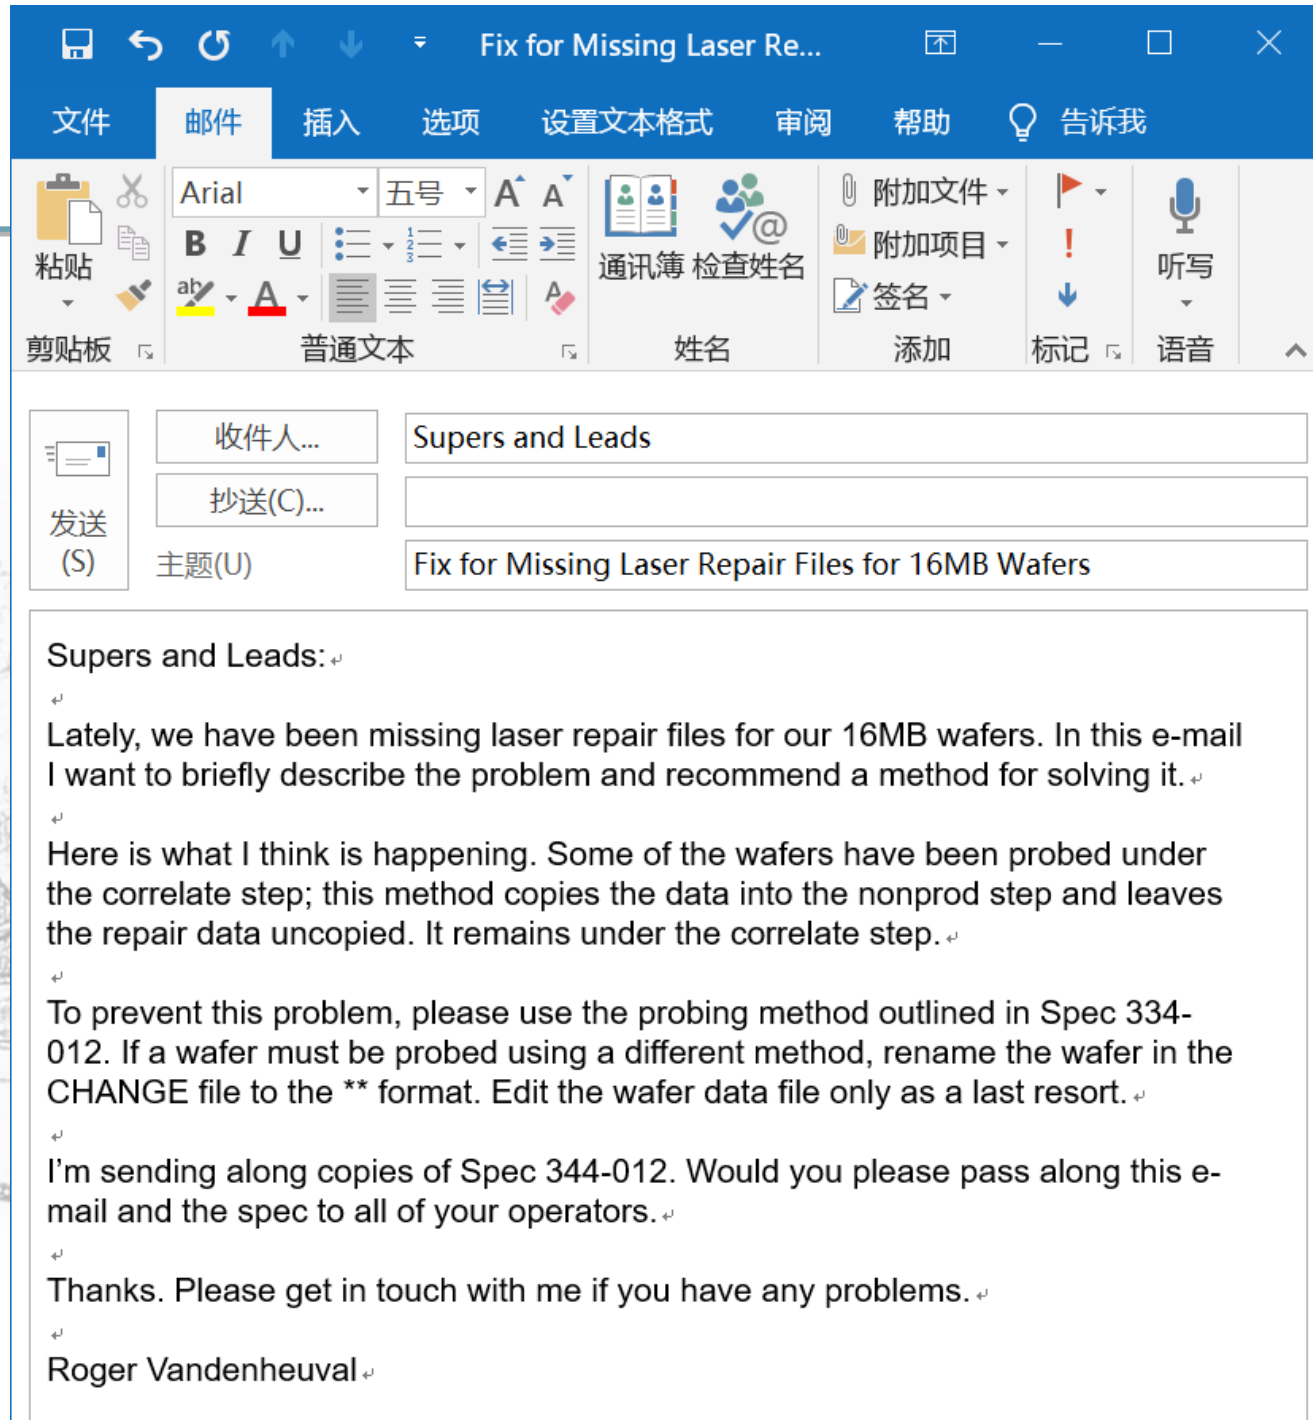 Fix for Missing Laser Re...
文件 邮件 插入 选项 设置文本格式 审阅 帮助 告诉我
粘贴
剪贴板
Arial 五号 A A
B I U
ab A
普通文本
通讯簿 检查姓名
姓名
附加文件
附加项目
签名
添加
标记
听写
语音
发送
(S)
收件人... Supers and Leads
抄送(C)...
主题(U) Fix for Missing Laser Repair Files for 16MB Wafers
Supers and Leads:
Lately, we have been missing laser repair files for our 16MB wafers. In this e-mail
I want to briefly describe the problem and recommend a method for solving it.
Here is what I think is happening. Some of the wafers have been probed under
the correlate step; this method copies the data into the nonprod step and leaves
the repair data uncopied. It remains under the correlate step.
To prevent this problem, please use the probing method outlined in Spec 334-
012. If a wafer must be probed using a different method, rename the wafer in the
CHANGE file to the ** format. Edit the wafer data file only as a last resort.
I'm sending along copies of Spec 344-012. Would you please pass along this e-
mail and the spec to all of your operators.
Thanks. Please get in touch with me if you have any problems.
Roger Vandenheuval